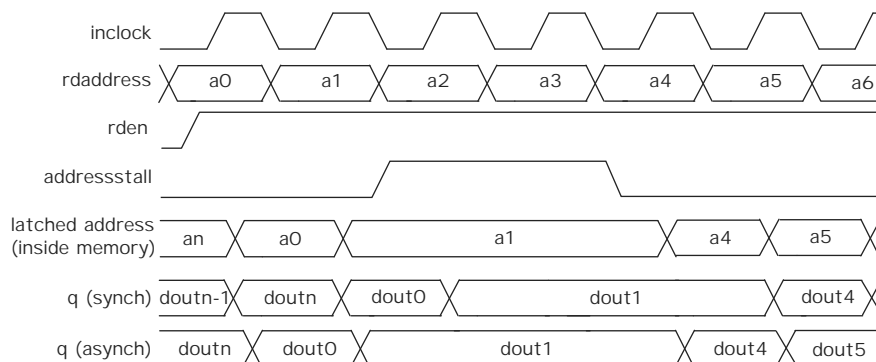 inclock
rdaddress a0 a1 a2 a3 a4 a5 a6
rden
addressstall
latched address
(inside memory) an a0 a1 a4 a5
q (synch) doutn-1 doutn dout0 dout1 dout4
q (asynch) doutn dout0 dout1 dout4 dout5